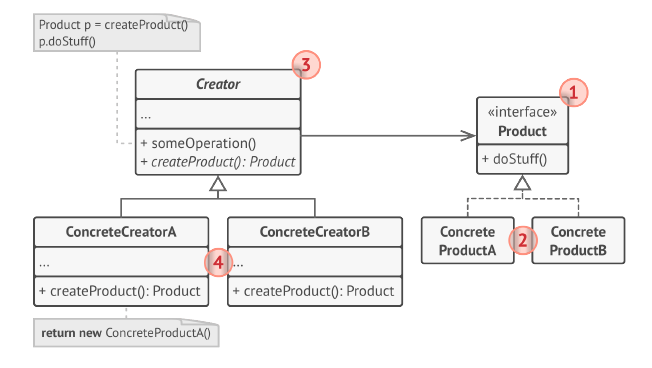 Product p = createProduct()
p.doStuff()
3
Creator
...
+ someOperation()
+ createProduct(): Product
1
«interface»
Product
+ doStuff()
ConcreteCreatorA
...
+ createProduct(): Product
4
ConcreteCreatorB
...
+ createProduct(): Product
Concrete
ProductA
2
Concrete
ProductB
return new ConcreteProductA()